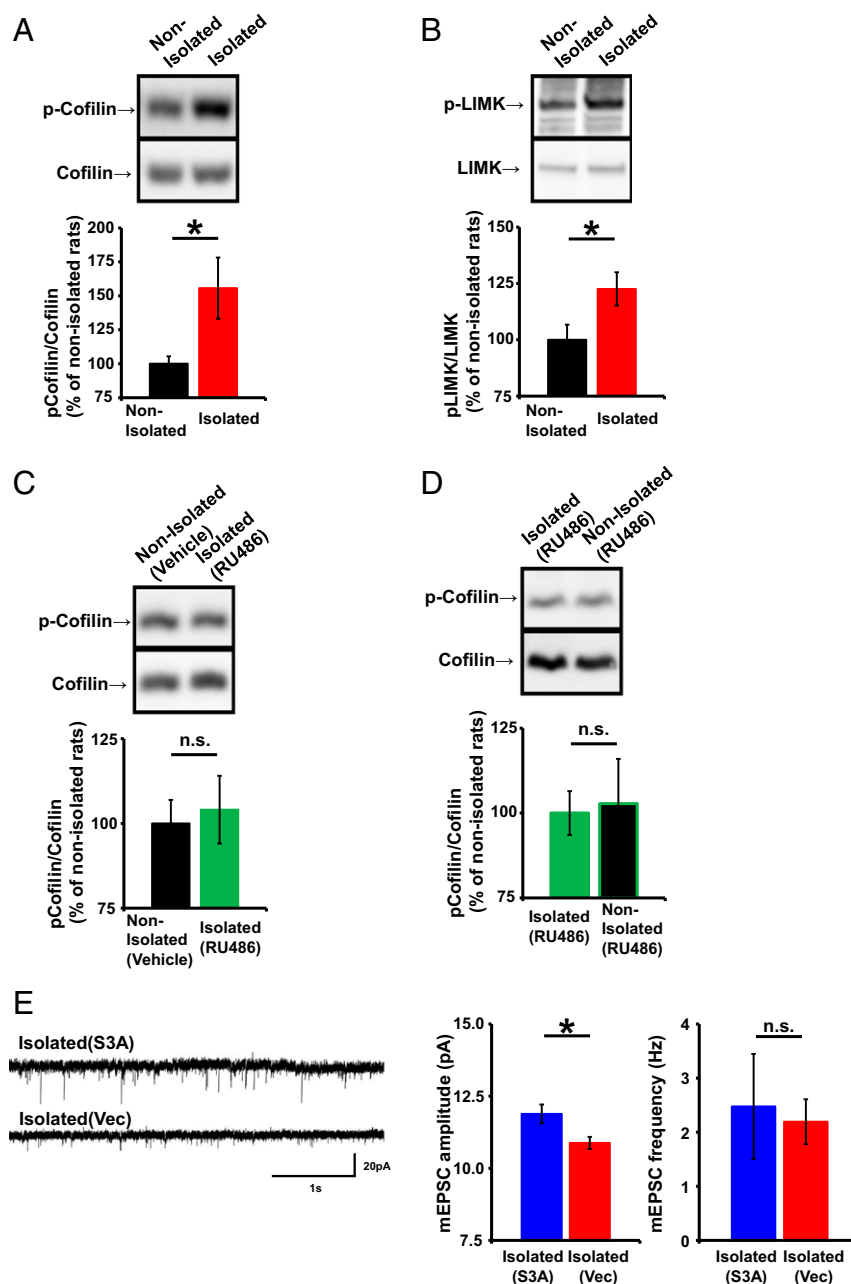 A
Non-
Isolated
Isolated
p-Cofilin→
Cofilin→
pCofilin/Cofilin
(% of non-isolated rats)
200
175
150
125
100
75
*
Non-
Isolated
Isolated
B
Non-
Isolated
Isolated
p-LIMK→
LIMK→
pLIMK/LIMK
(% of non-isolated rats)
150
125
100
75
*
Non-
Isolated
Isolated
C
Non-Isolated
(Vehicle)
Isolated
(RU486)
p-Cofilin→
Cofilin→
pCofilin/Cofilin
(% of non-isolated rats)
125
100
75
n.s.
Non-
Isolated
(Vehicle)
Isolated
(RU486)
D
Isolated
(RU486)
Non-Isolated
(RU486)
p-Cofilin→
Cofilin→
pCofilin/Cofilin
(% of non-isolated rats)
125
100
75
n.s.
Isolated
(RU486)
Non-
Isolated
(RU486)
E
Isolated(S3A)
Isolated(Vec)
20pA
1s
mEPSC amplitude (pA)
15.0
12.5
10.0
7.5
*
Isolated
(S3A)
Isolated
(Vec)
mEPSC frequency (Hz)
4
3
2
1
0
n.s.
Isolated
(S3A)
Isolated
(Vec)